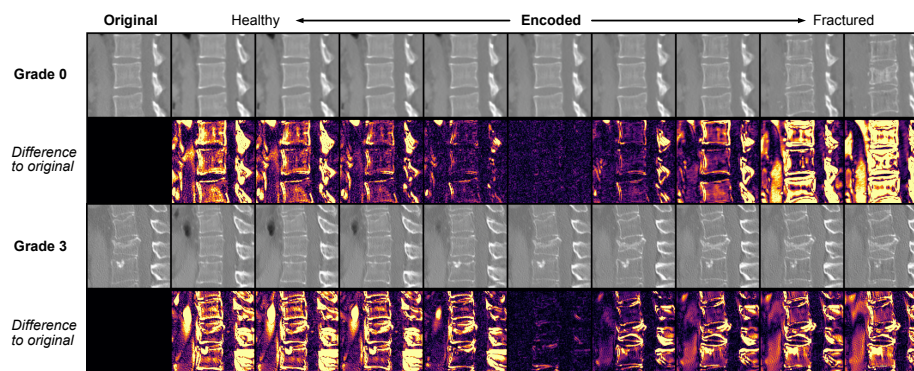 Original Healthy Encoded Fractured
Grade 0
Difference
to original
Grade 3
Difference
to original